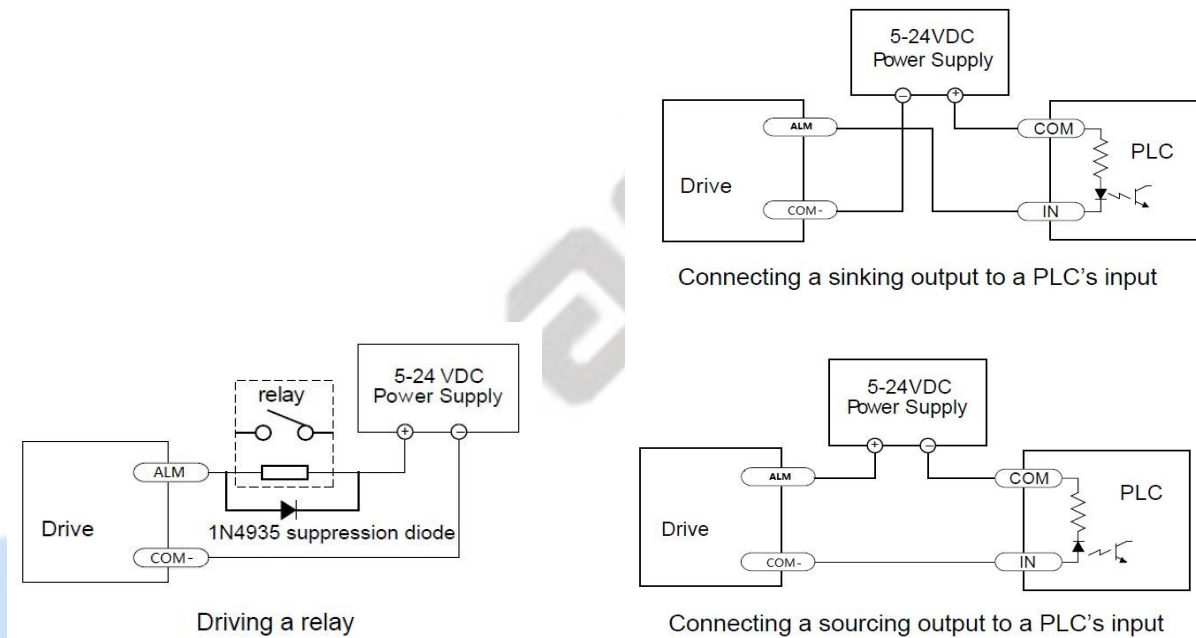 5-24 VDC
Power Supply
relay
+
−
ALM
1N4935 suppression diode
Drive
COM-
Driving a relay
5-24VDC
Power Supply
−
+
ALM
COM
PLC
Drive
COM-
IN
Connecting a sinking output to a PLC's input
5-24VDC
Power Supply
+
−
ALM
COM
PLC
Drive
COM-
IN
Connecting a sourcing output to a PLC's input